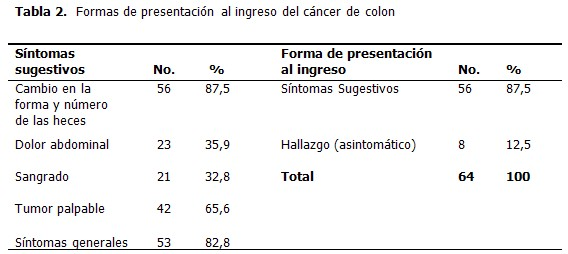 Tabla 2. Formas de presentación al ingreso del cáncer de colon
Síntomas sugestivos No. % Forma de presentación al ingreso No. %
Cambio en la forma y número de las heces 56 87,5 Síntomas Sugestivos 56 87,5
Dolor abdominal 23 35,9 Hallazgo (asintomático) 8 12,5
Sangrado 21 32,8 Total 64 100
Tumor palpable 42 65,6
Síntomas generales 53 82,8